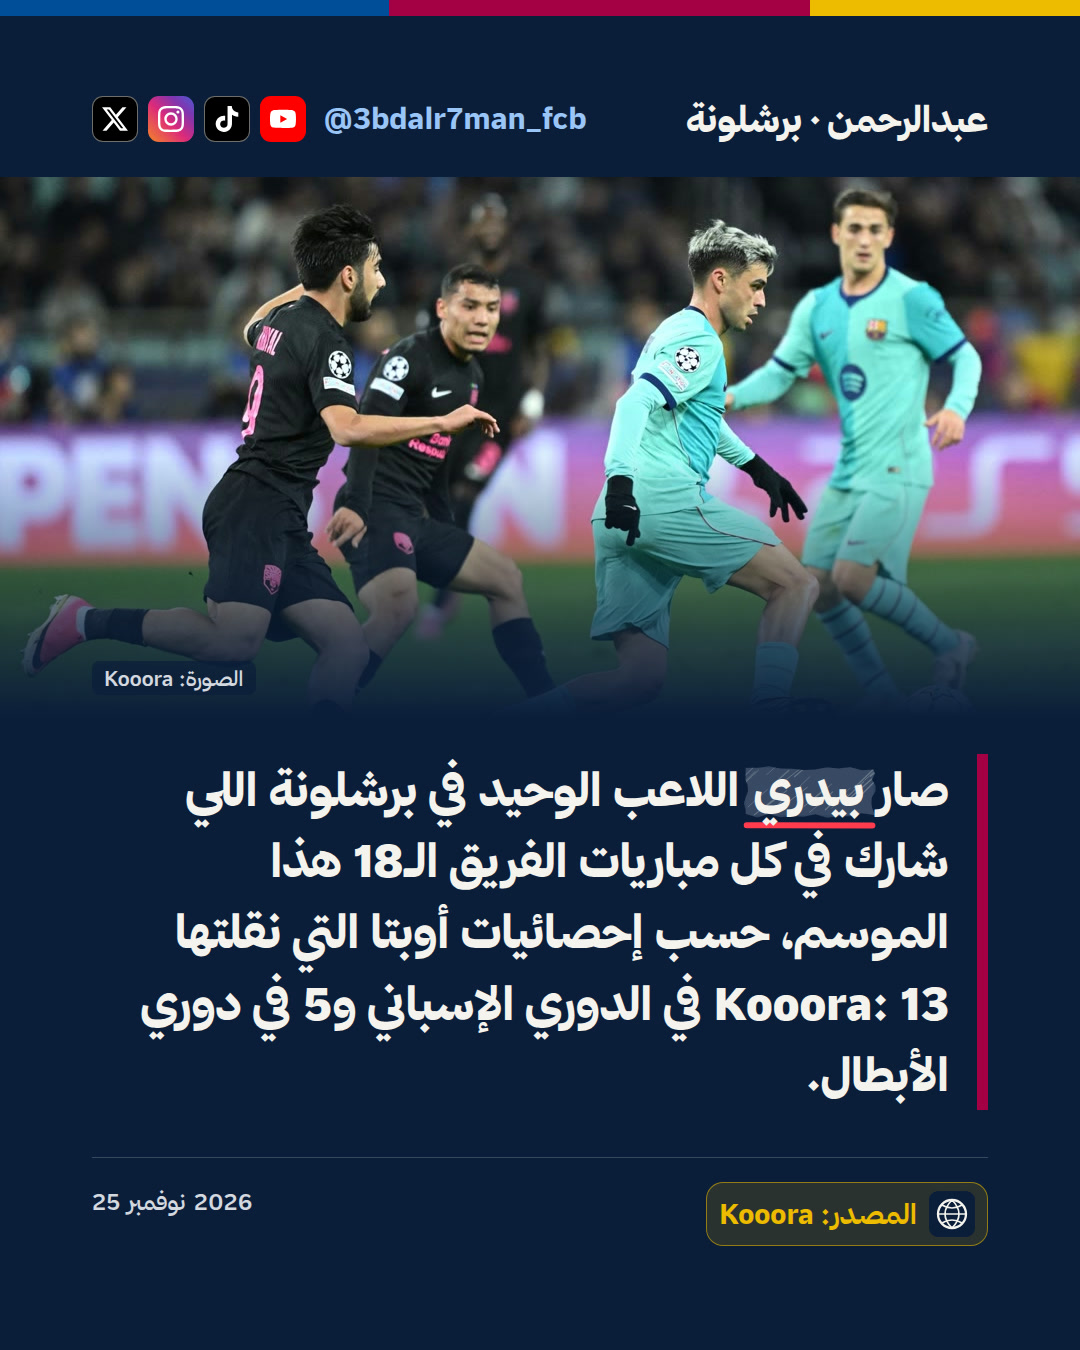 عبدالرحمن · برشلونة
@3bdalr7man_fcb
الصورة: Kooora
صار بيدري اللاعب الوحيد في برشلونة اللي
شارك في كل مباريات الفريق الـ18 هذا
الموسم، حسب إحصائيات أوبتا التي نقلتها
Kooora: 13 في الدوري الإسباني و5 في دوري
الأبطال.
المصدر: Kooora
25 نوفمبر 2026